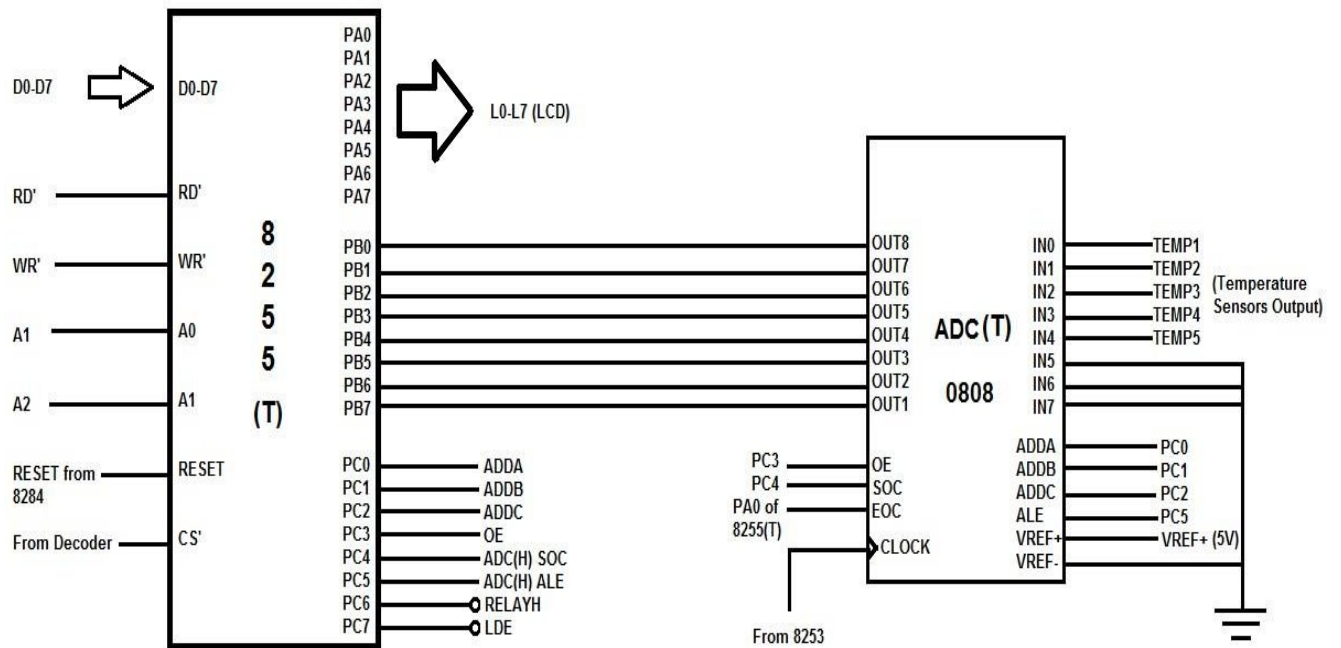 D0-D7
RD'
WR'
A1
A2
RESET from
8284
From Decoder
D0-D7
RD'
WR'
A0
A1
RESET
CS'
8
2
5
5
(T)
PA0
PA1
PA2
PA3
PA4
PA5
PA6
PA7
PB0
PB1
PB2
PB3
PB4
PB5
PB6
PB7
PC0
PC1
PC2
PC3
PC4
PC5
PC6
PC7
L0-L7 (LCD)
ADDA
ADDB
ADDC
OE
ADC(H) SOC
ADC(H) ALE
RELAYH
LDE
PC3
PC4
PA0 of
8255(T)
From 8253
OUT8
OUT7
OUT6
OUT5
OUT4
OUT3
OUT2
OUT1
OE
SOC
EOC
CLOCK
ADC(T)
0808
IN0
IN1
IN2
IN3
IN4
IN5
IN6
IN7
ADDA
ADDB
ADDC
ALE
VREF+
VREF-
TEMP1
TEMP2
TEMP3
TEMP4
TEMP5
(Temperature
Sensors Output)
PC0
PC1
PC2
PC5
VREF+ (5V)